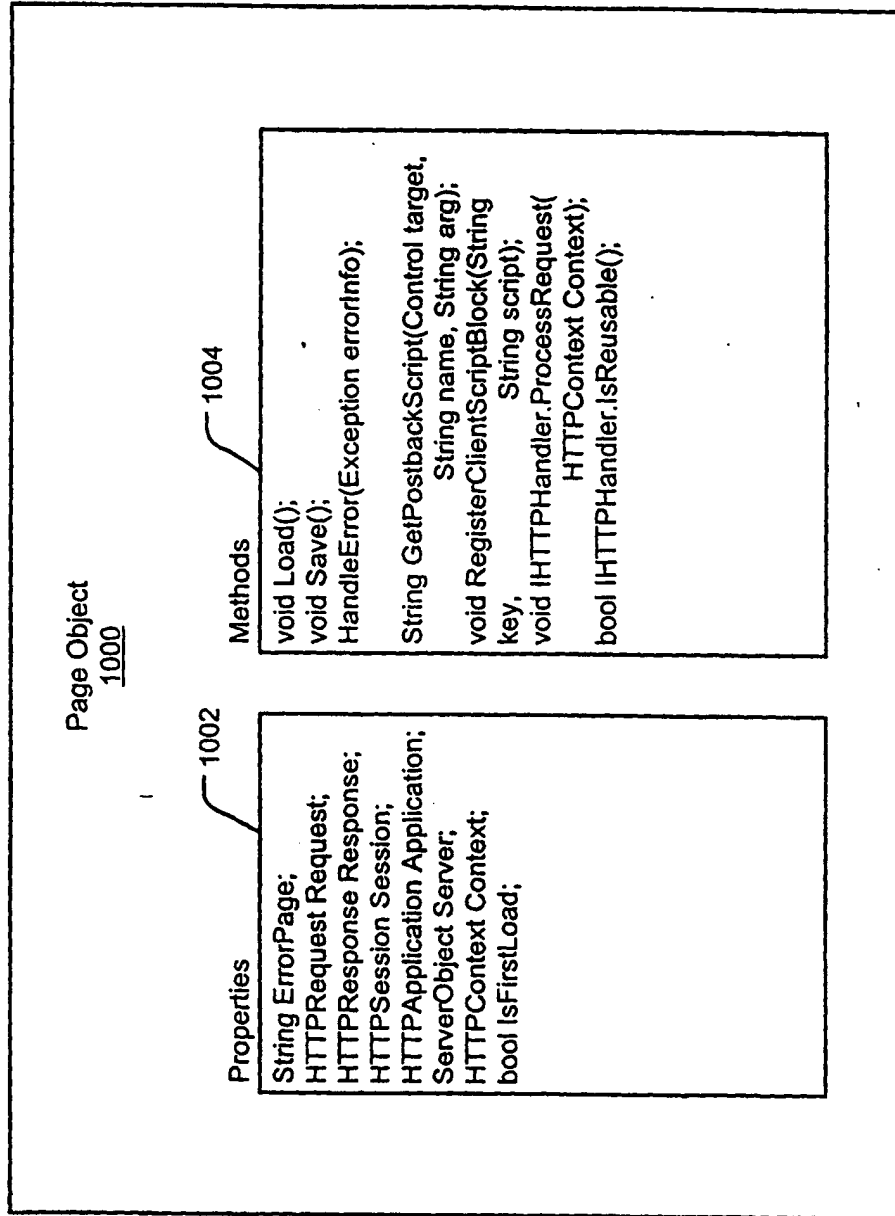 Page Object
1000
Properties
1002
String ErrorPage;
HTTPRequest Request;
HTTPResponse Response;
HTTPSession Session;
HTTPApplication Application;
ServerObject Server;
HTTPContext Context;
bool IsFirstLoad;
Methods
1004
void Load();
void Save();
HandleError(Exception errorInfo);
String GetPostbackScript(Control target,
String name, String arg);
void RegisterClientScriptBlock(String
key,
String script);
void IHTTPHandler.ProcessRequest(
HTTPContext Context);
bool IHTTPHandler.IsReusable();